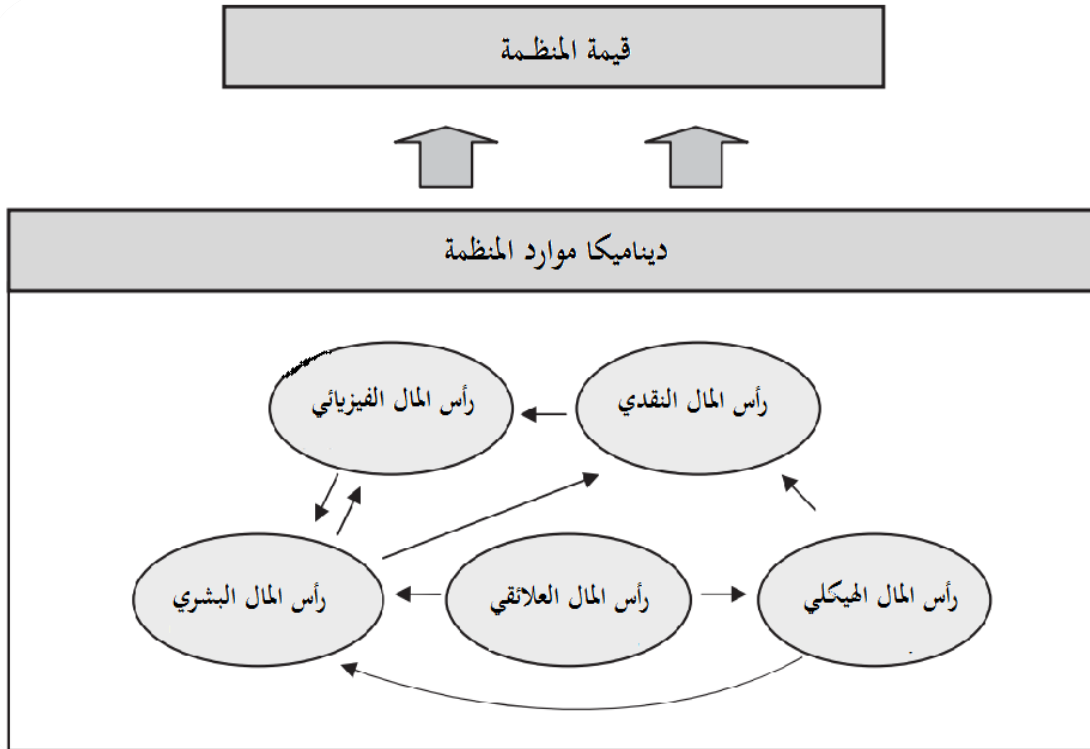 قيمة المنظمة
ديناميكا موارد المنظمة
رأس المال النقدي
رأس المال الفيزيائي
رأس المال الهيكلي
رأس المال العلائقي
رأس المال البشري